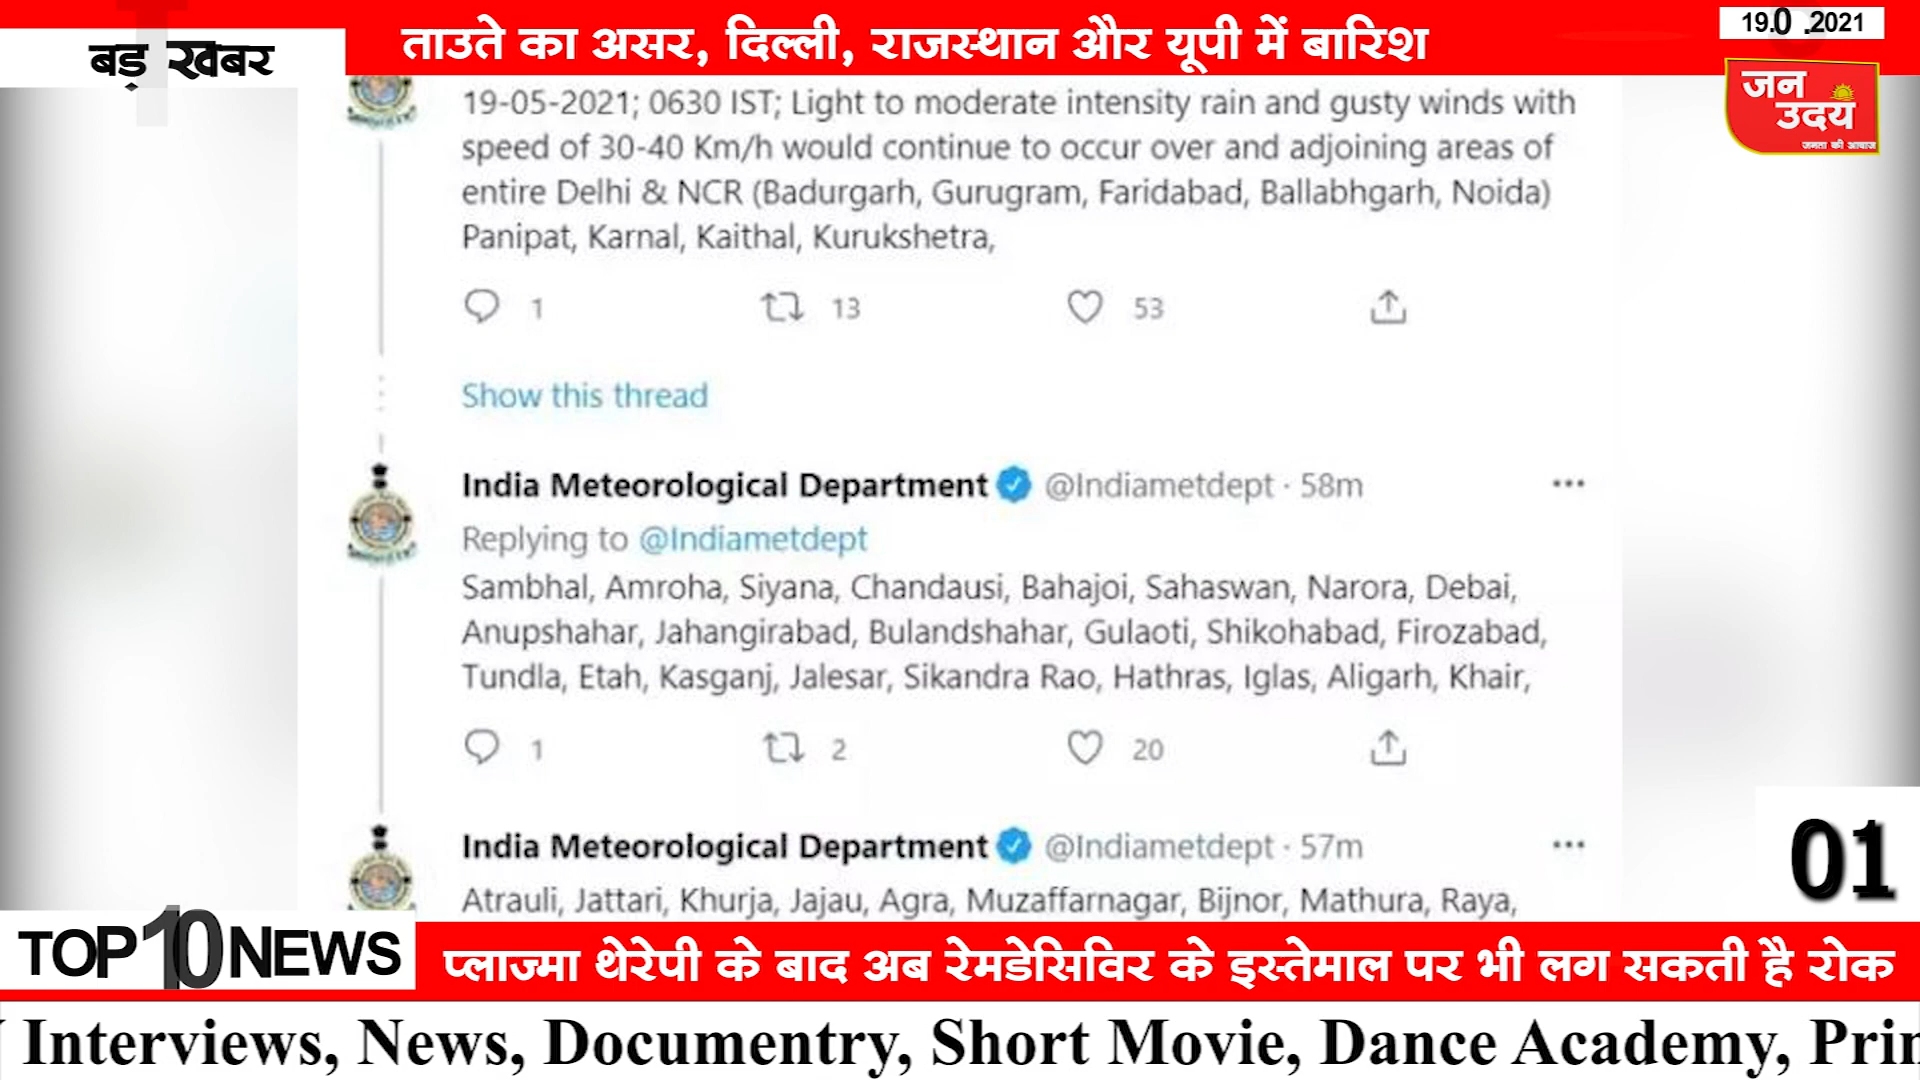 बड़ी खबर
ताउते का असर, दिल्ली, राजस्थान और यूपी में बारिश
19.0 .2021
जन
उदय
जनता की आवाज
19-05-2021; 0630 IST; Light to moderate intensity rain and gusty winds with
speed of 30-40 Km/h would continue to occur over and adjoining areas of
entire Delhi & NCR (Badurgarh, Gurugram, Faridabad, Ballabhgarh, Noida)
Panipat, Karnal, Kaithal, Kurukshetra,
1 13 53
Show this thread
India Meteorological Department @Indiametdept · 58m
Replying to @Indiametdept
Sambhal, Amroha, Siyana, Chandausi, Bahajoi, Sahaswan, Narora, Debai,
Anupshahar, Jahangirabad, Bulandshahar, Gulaoti, Shikohabad, Firozabad,
Tundla, Etah, Kasganj, Jalesar, Sikandra Rao, Hathras, Iglas, Aligarh, Khair,
1 2 20
India Meteorological Department @Indiametdept · 57m
Atrauli, Jattari, Khurja, Jajau, Agra, Muzaffarnagar, Bijnor, Mathura, Raya,
01
TOP 10 NEWS
प्लाज्मा थेरेपी के बाद अब रेमडेसिविर के इस्तेमाल पर भी लग सकती है रोक
Interviews, News, Documentry, Short Movie, Dance Academy, Prin